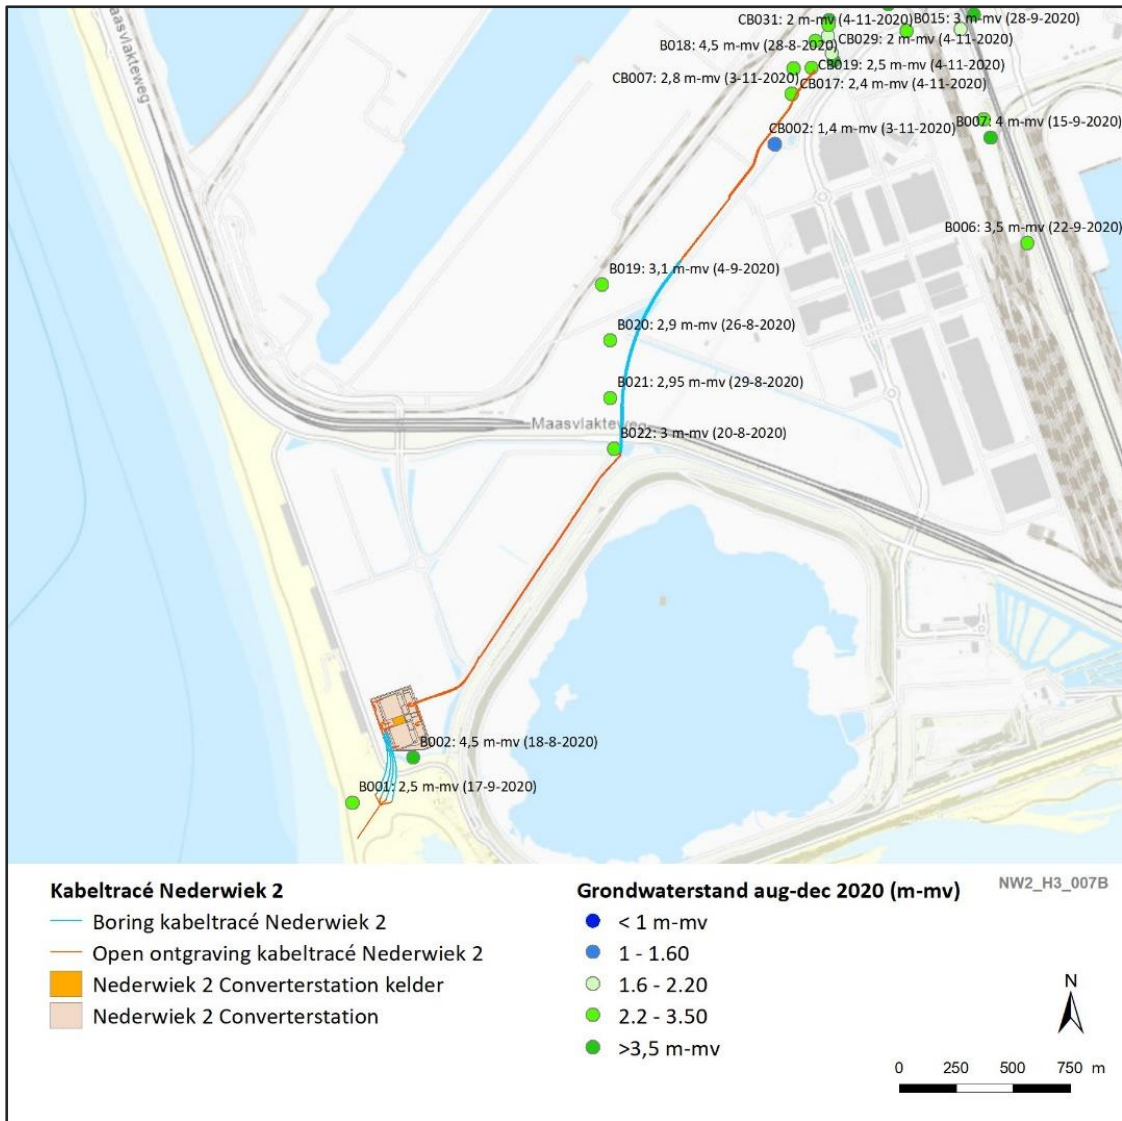 Maasvlakteweg
CB031: 2 m-mv (4-11-2020)
B015: 3 m-mv (28-9-2020)
B018: 4,5 m-mv (28-8-2020)
CB029: 2 m-mv (4-11-2020)
CB007: 2,8 m-mv (3-11-2020)
CB019: 2,5 m-mv (4-11-2020)
CB017: 2,4 m-mv (4-11-2020)
CB002: 1,4 m-mv (3-11-2020)
B007: 4 m-mv (15-9-2020)
B006: 3,5 m-mv (22-9-2020)
B019: 3,1 m-mv (4-9-2020)
B020: 2,9 m-mv (26-8-2020)
B021: 2,95 m-mv (29-8-2020)
Maasvlakteweg
B022: 3 m-mv (20-8-2020)
B002: 4,5 m-mv (18-8-2020)
B001: 2,5 m-mv (17-9-2020)
Kabeltracé Nederwiek 2
Boring kabeltracé Nederwiek 2
Open ontgraving kabeltracé Nederwiek 2
Nederwiek 2 Converterstation kelder
Nederwiek 2 Converterstation
Grondwaterstand aug-dec 2020 (m-mv)
< 1 m-mv
1 - 1.60
1.6 - 2.20
2.2 - 3.50
>3,5 m-mv
NW2_H3_007B
N
0 250 500 750 m